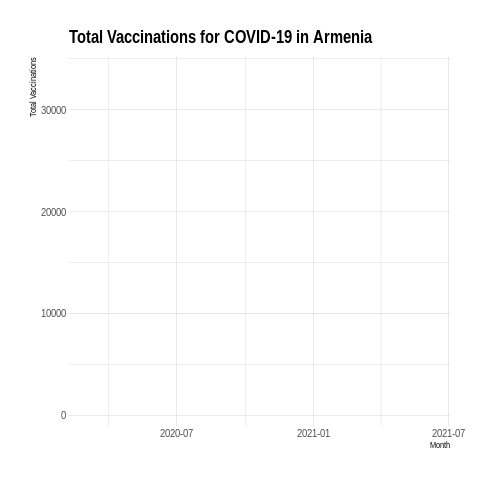 Total Vaccinations for COVID-19 in Armenia
Total Vaccinations
30000
20000
10000
0
2020-07 2021-01 2021-07
Month